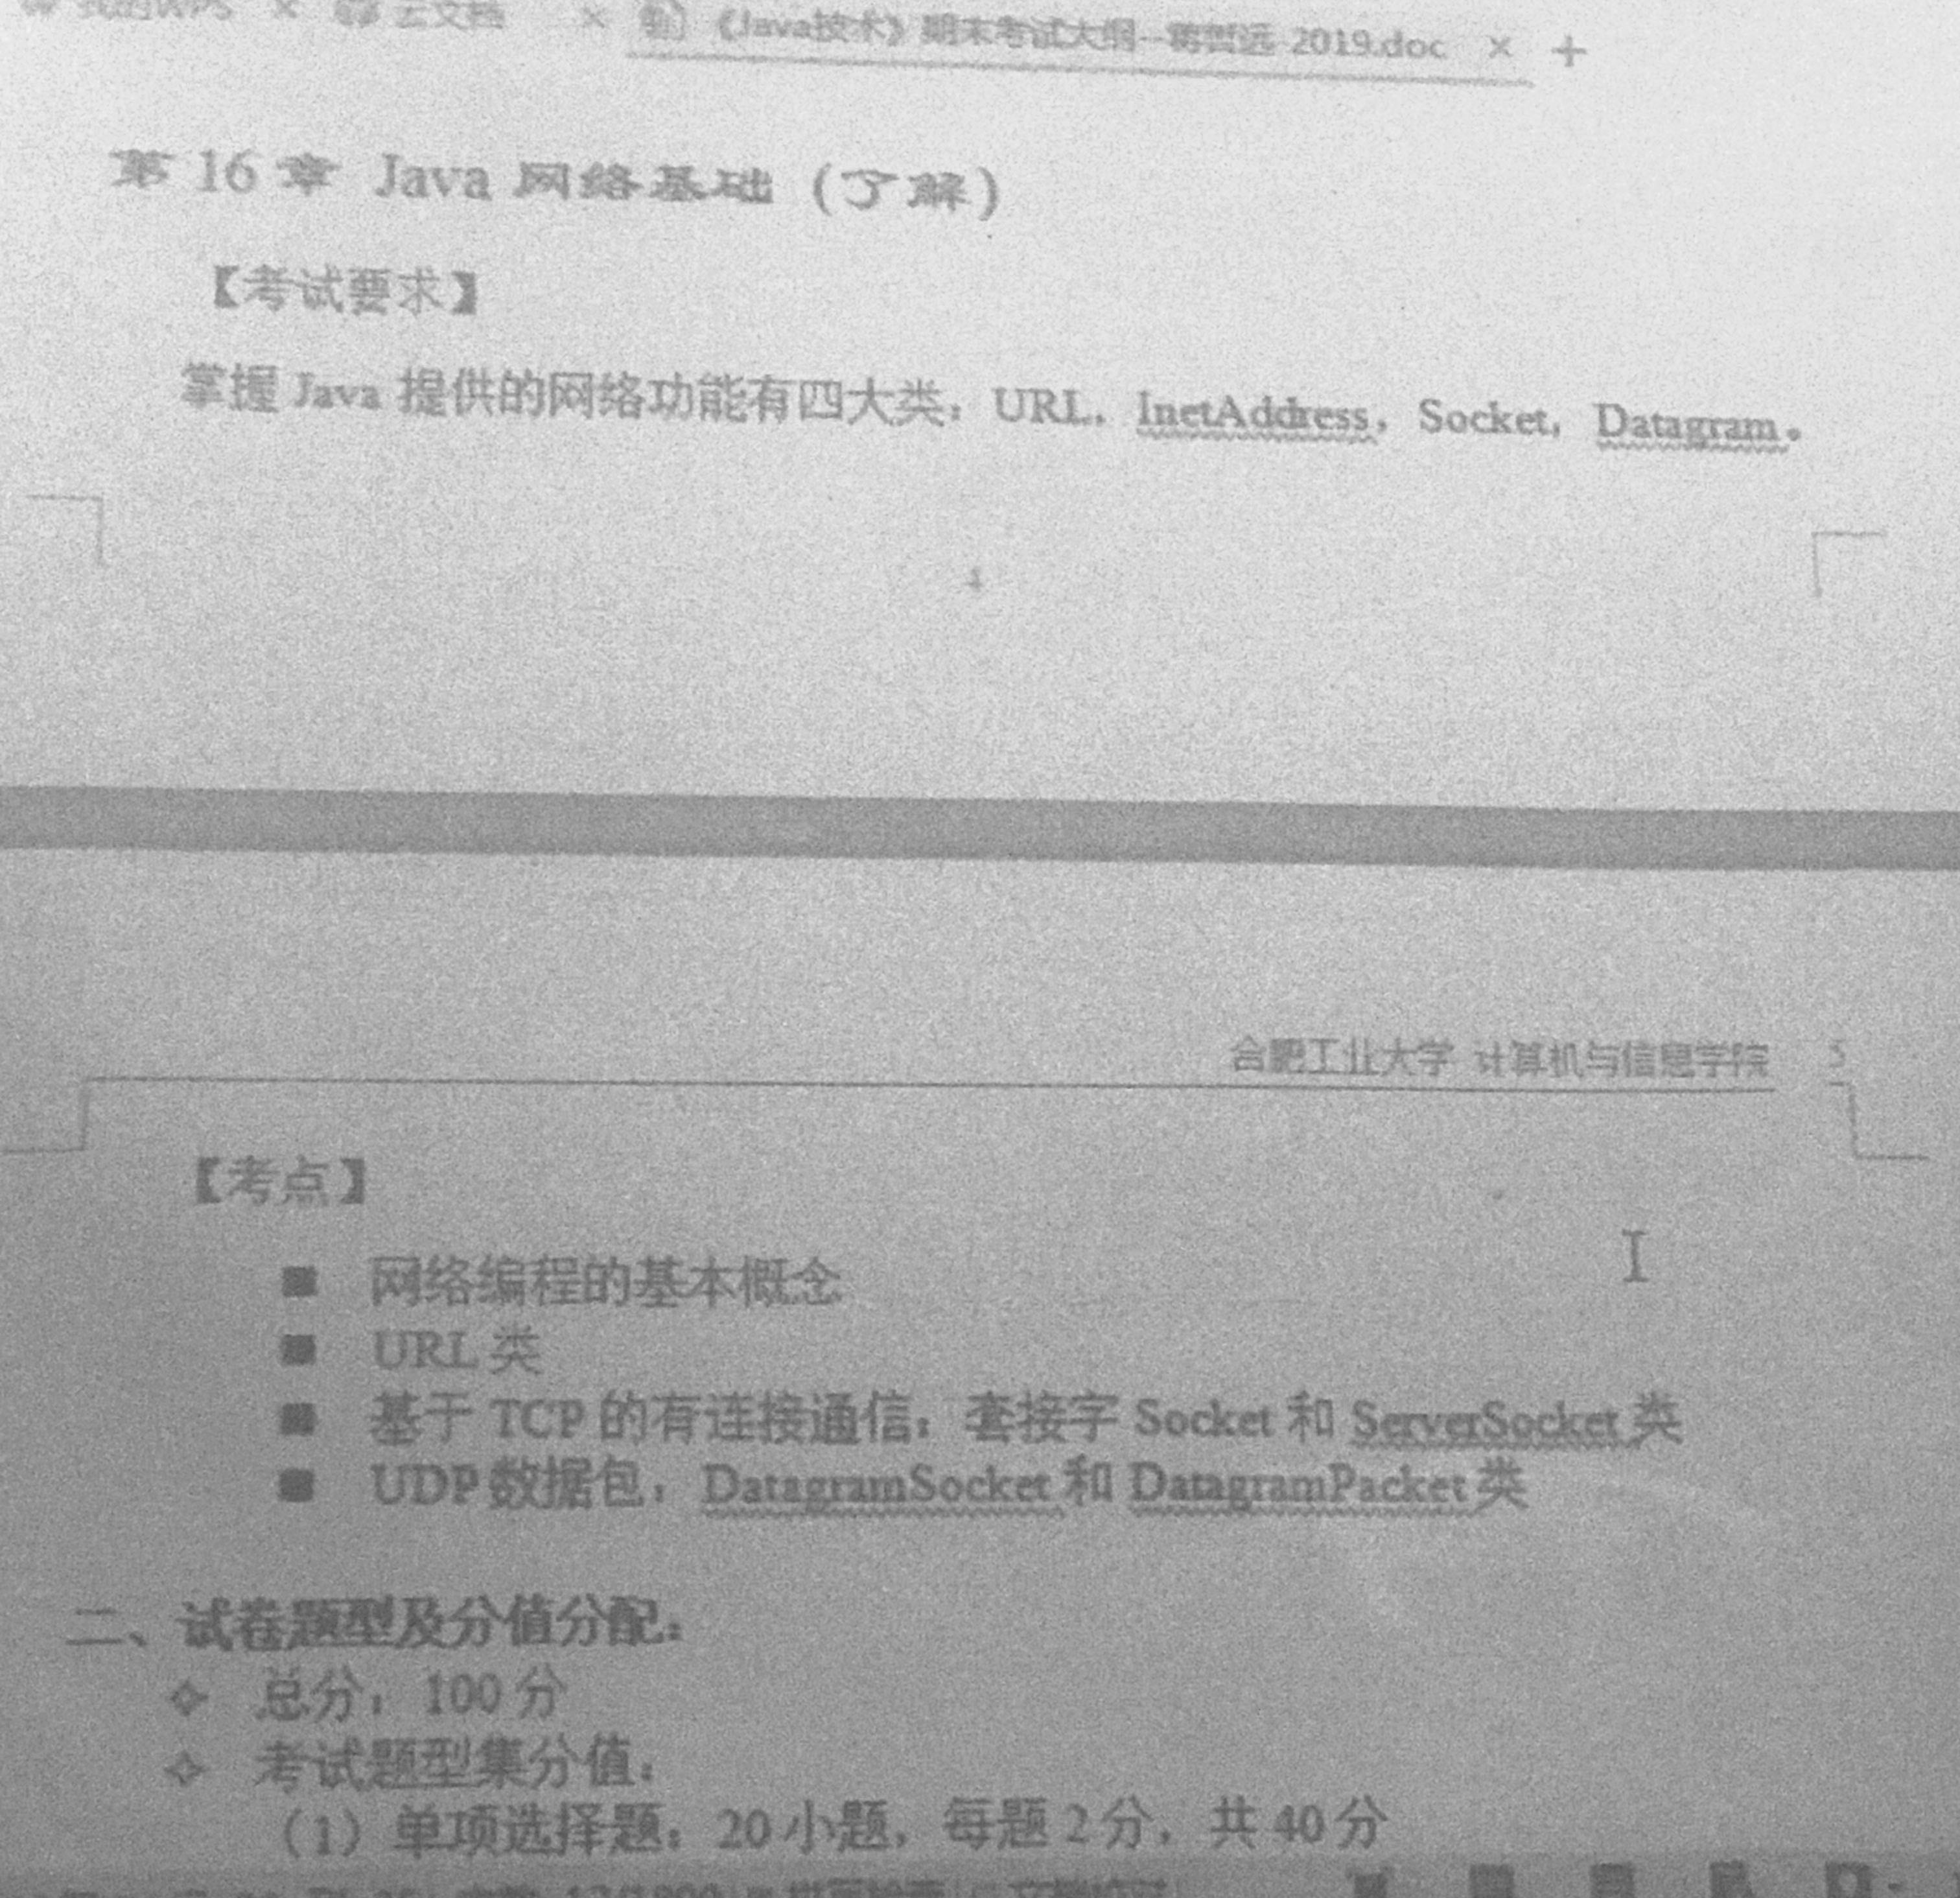 我的WPS × 云文档 × 《Java技术》期末考试大纲-- 2019.doc × +
第 16 章 Java 网络基础（了解）
【考试要求】
掌握 Java 提供的网络功能有四大类：URL，InetAddress，Socket，Datagram。
4
合肥工业大学 计算机与信息学院 5
【考点】
■ 网络编程的基本概念
■ URL 类
■ 基于 TCP 的有连接通信：套接字 Socket 和 ServerSocket 类
■ UDP 数据包：DatagramSocket 和 DatagramPacket 类
二、试卷题型及分值分配：
✧ 总分：100 分
✧ 考试题型集分值：
（1）单项选择题：20 小题，每题 2 分，共 40 分